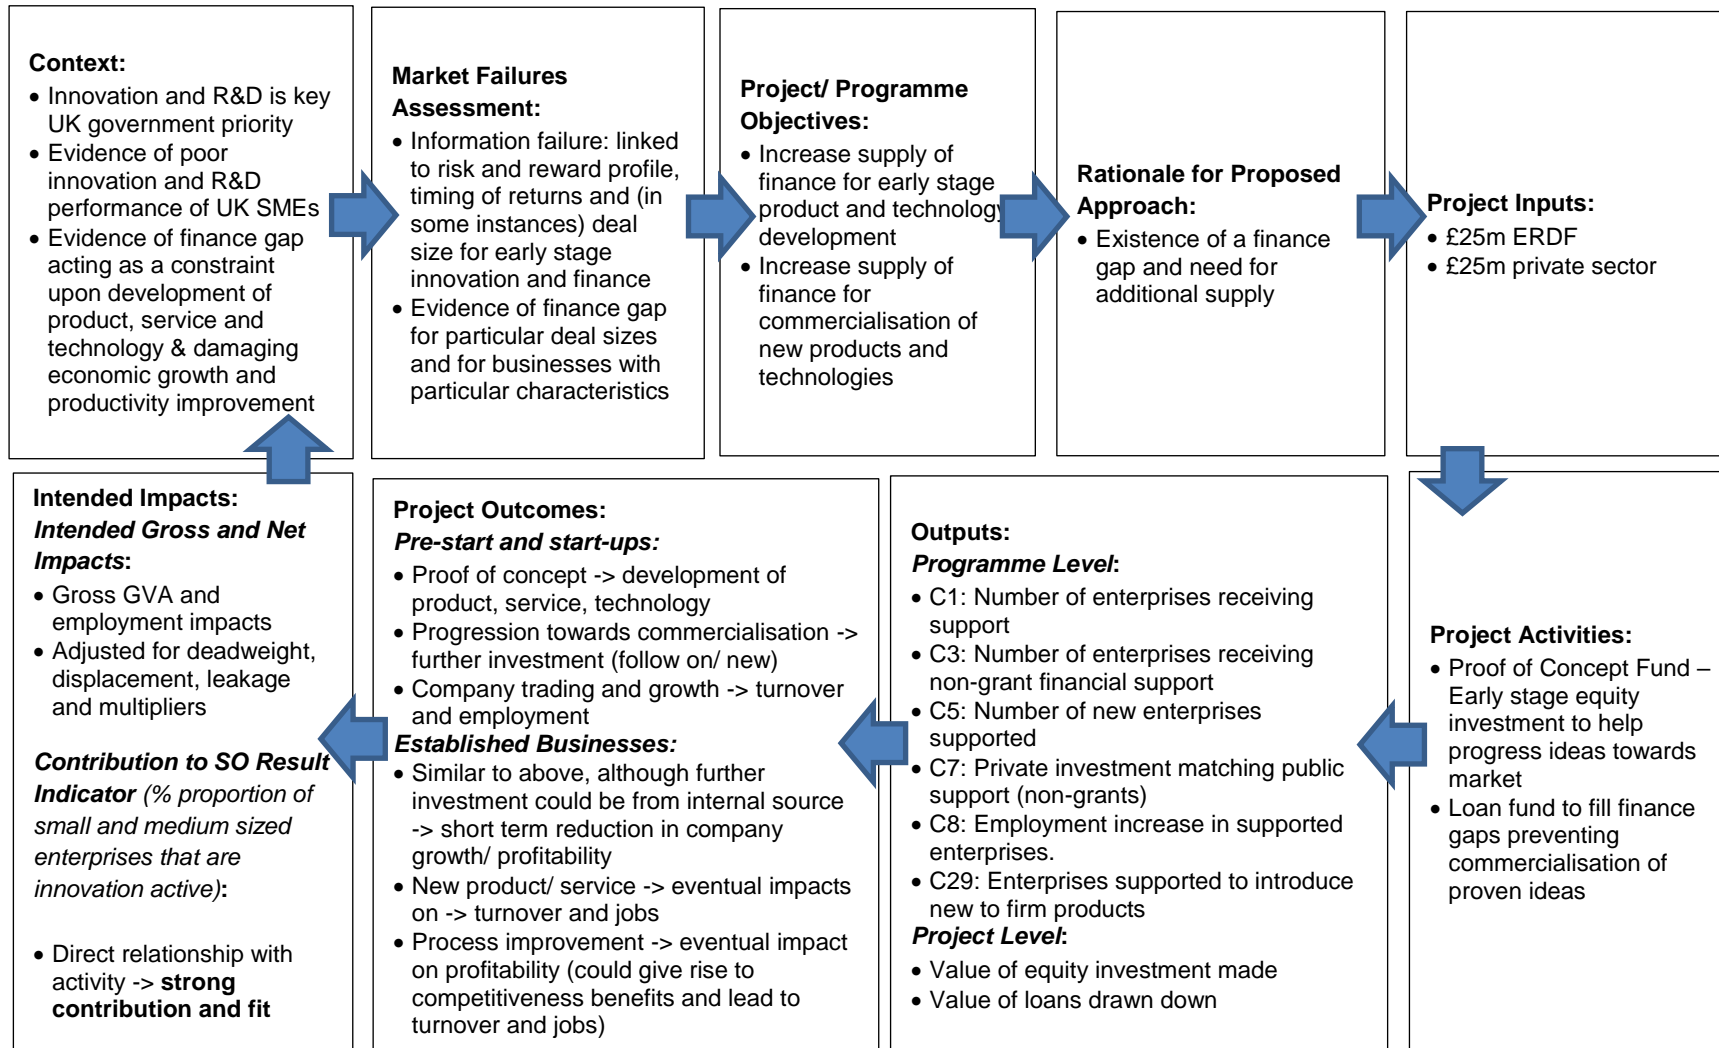 Context:
• Innovation and R&D is key
UK government priority
• Evidence of poor
innovation and R&D
performance of UK SMEs
• Evidence of finance gap
acting as a constraint
upon development of
product, service and
technology & damaging
economic growth and
productivity improvement
Market Failures
Assessment:
• Information failure: linked
to risk and reward profile,
timing of returns and (in
some instances) deal
size for early stage
innovation and finance
• Evidence of finance gap
for particular deal sizes
and for businesses with
particular characteristics
Project/ Programme
Objectives:
• Increase supply of
finance for early stage
product and technology
development
• Increase supply of
finance for
commercialisation of
new products and
technologies
Rationale for Proposed
Approach:
• Existence of a finance
gap and need for
additional supply
Project Inputs:
• £25m ERDF
• £25m private sector
Project Activities:
• Proof of Concept Fund –
Early stage equity
investment to help
progress ideas towards
market
• Loan fund to fill finance
gaps preventing
commercialisation of
proven ideas
Outputs:
Programme Level:
• C1: Number of enterprises receiving
support
• C3: Number of enterprises receiving
non-grant financial support
• C5: Number of new enterprises
supported
• C7: Private investment matching public
support (non-grants)
• C8: Employment increase in supported
enterprises.
• C29: Enterprises supported to introduce
new to firm products
Project Level:
• Value of equity investment made
• Value of loans drawn down
Project Outcomes:
Pre-start and start-ups:
• Proof of concept -> development of
product, service, technology
• Progression towards commercialisation ->
further investment (follow on/ new)
• Company trading and growth -> turnover
and employment
Established Businesses:
• Similar to above, although further
investment could be from internal source
-> short term reduction in company
growth/ profitability
• New product/ service -> eventual impacts
on -> turnover and jobs
• Process improvement -> eventual impact
on profitability (could give rise to
competitiveness benefits and lead to
turnover and jobs)
Intended Impacts:
Intended Gross and Net
Impacts:
• Gross GVA and
employment impacts
• Adjusted for deadweight,
displacement, leakage
and multipliers
Contribution to SO Result
Indicator (% proportion of
small and medium sized
enterprises that are
innovation active):
• Direct relationship with
activity -> strong
contribution and fit